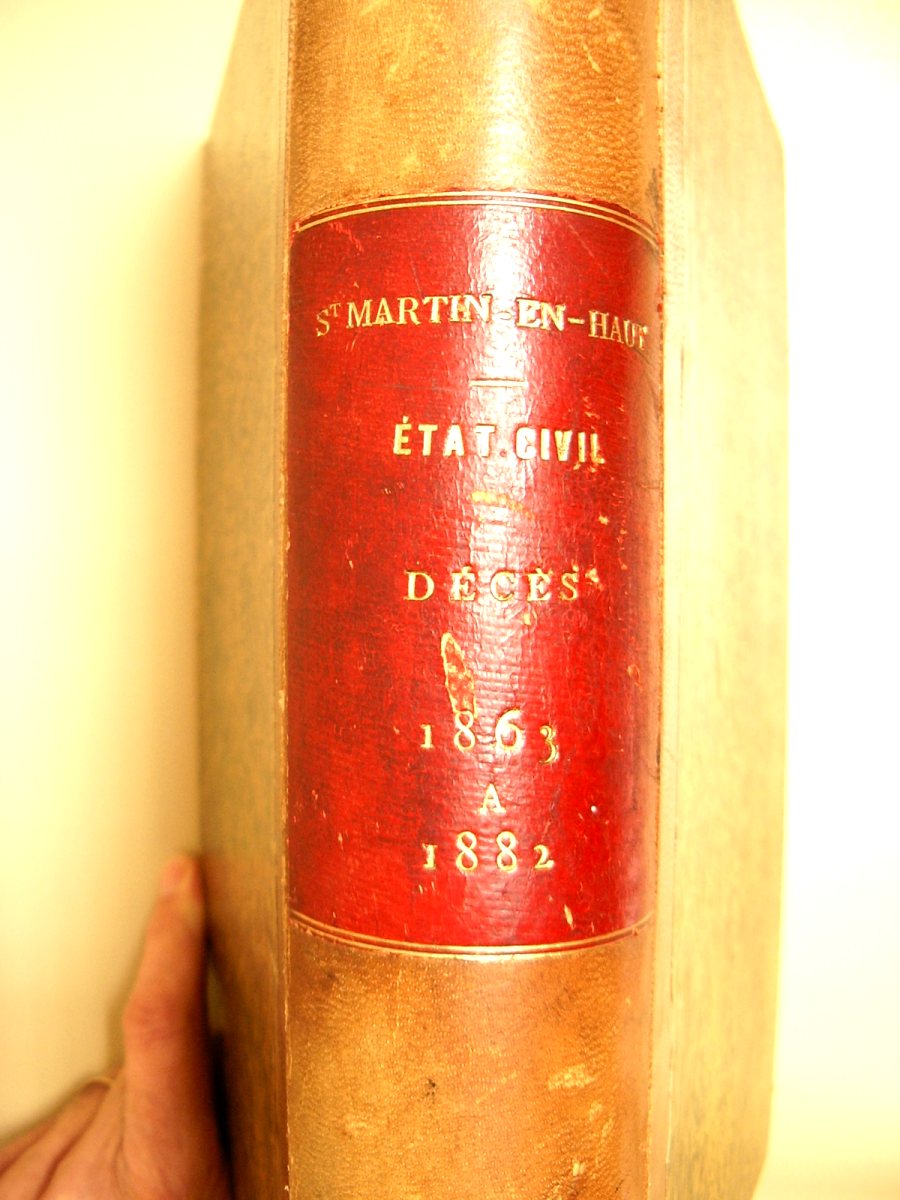 ST MARTIN-EN-HAUT
ÉTAT CIVIL
DÉCÈS
1863
A
1882